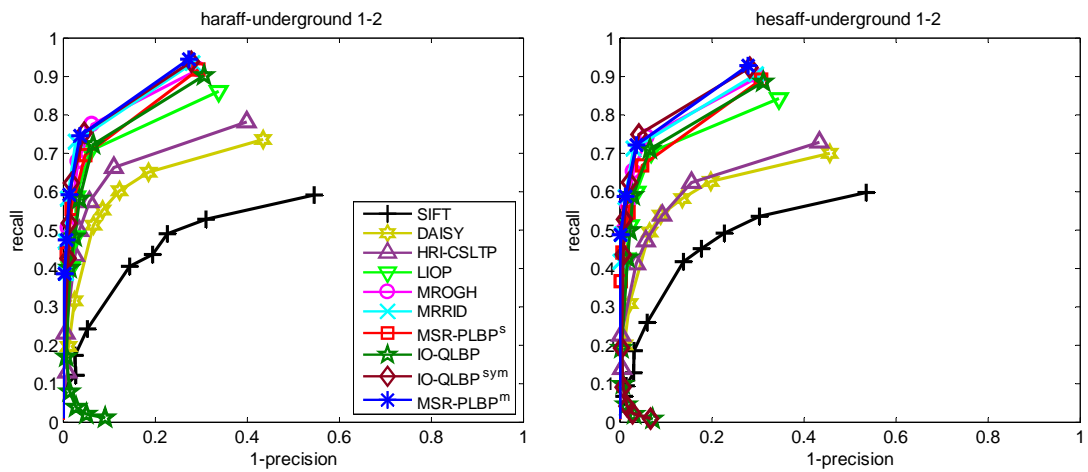 haraff-underground 1-2
1
0.9
0.8
0.7
0.6
0.5
0.4
0.3
0.2
0.1
0
recall
0 0.2 0.4 0.6 0.8 1
1-precision
SIFT
DAISY
HRI-CSLTP
LIOP
MROGH
MRRID
MSR-PLBP^s
IO-QLBP
IO-QLBP^sym
MSR-PLBP^m
hesaff-underground 1-2
1
0.9
0.8
0.7
0.6
0.5
0.4
0.3
0.2
0.1
0
recall
0 0.2 0.4 0.6 0.8 1
1-precision